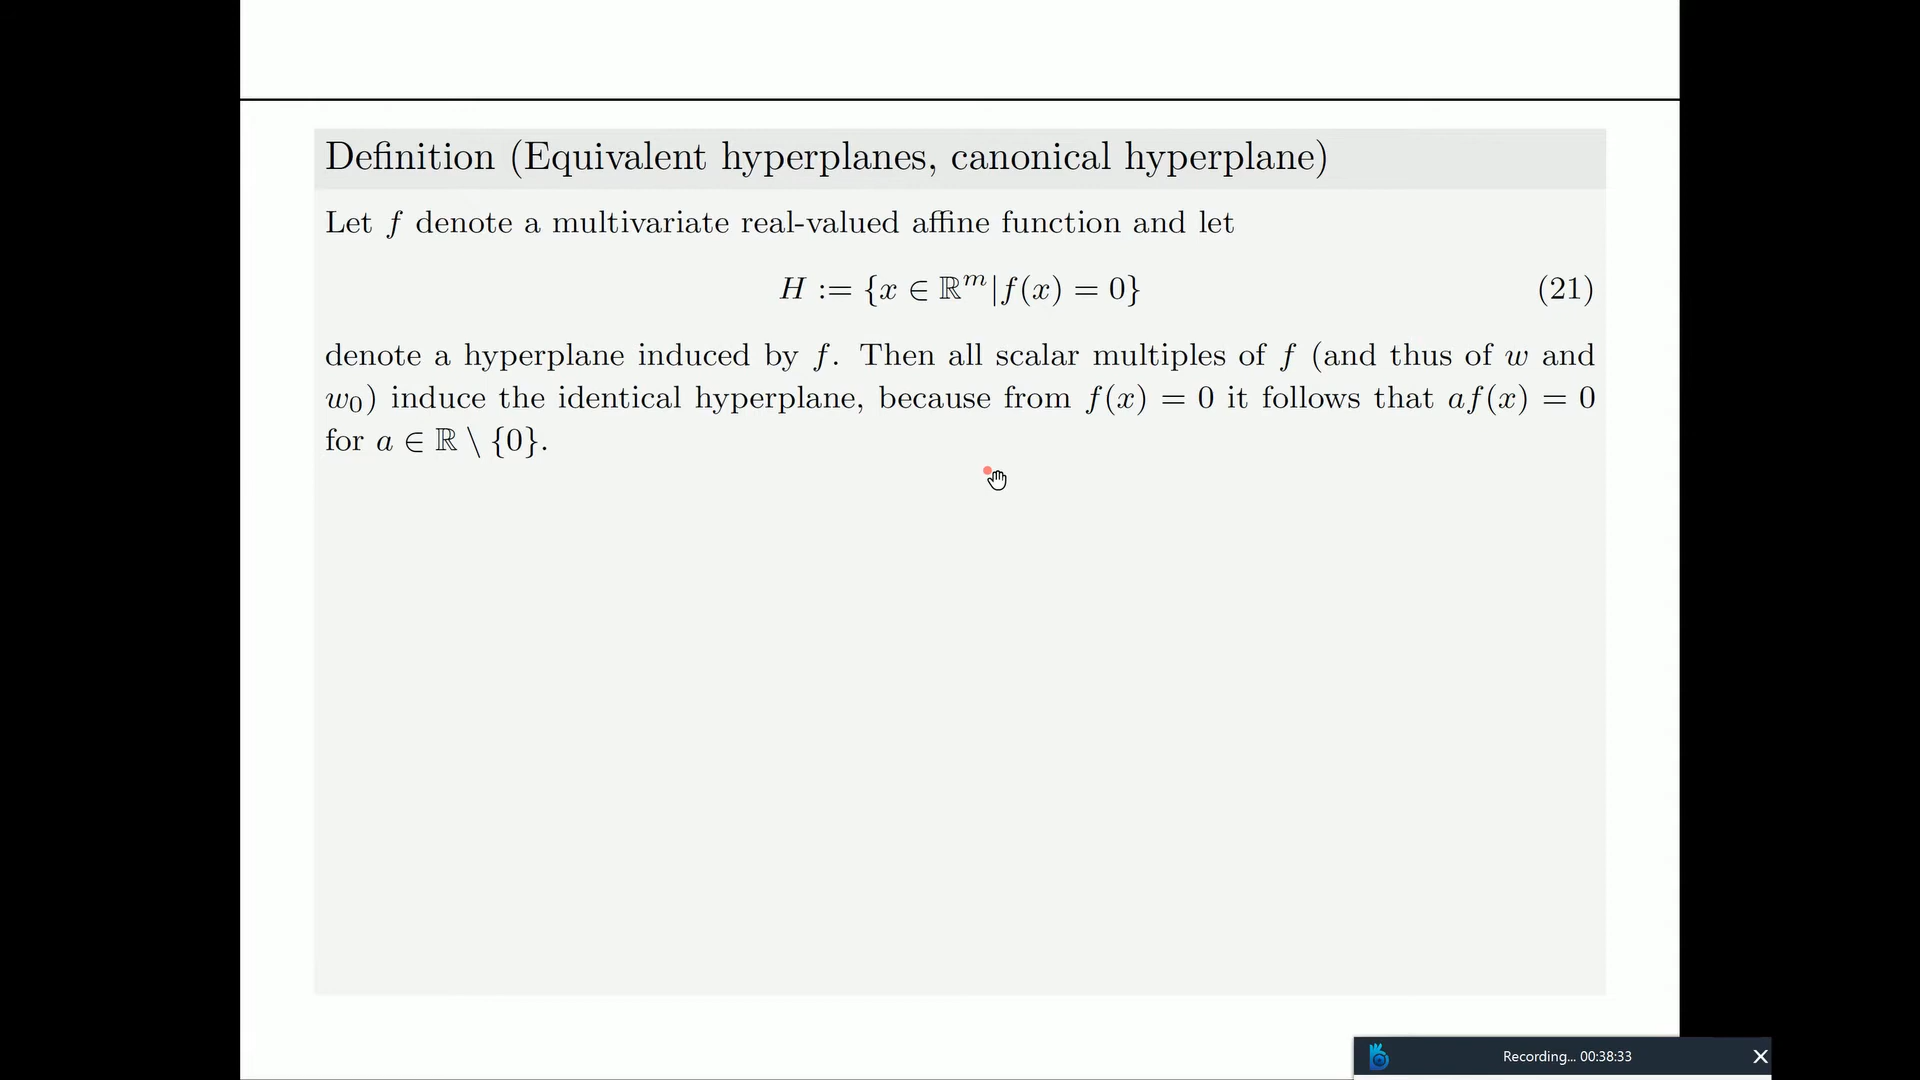 Definition (Equivalent hyperplanes, canonical hyperplane)
Let f denote a multivariate real-valued affine function and let
H := {x ∈ ℝᵐ|f(x) = 0} (21)
denote a hyperplane induced by f. Then all scalar multiples of f (and thus of w and
w₀) induce the identical hyperplane, because from f(x) = 0 it follows that af(x) = 0
for a ∈ ℝ \ {0}.
Recording... 00:38:33